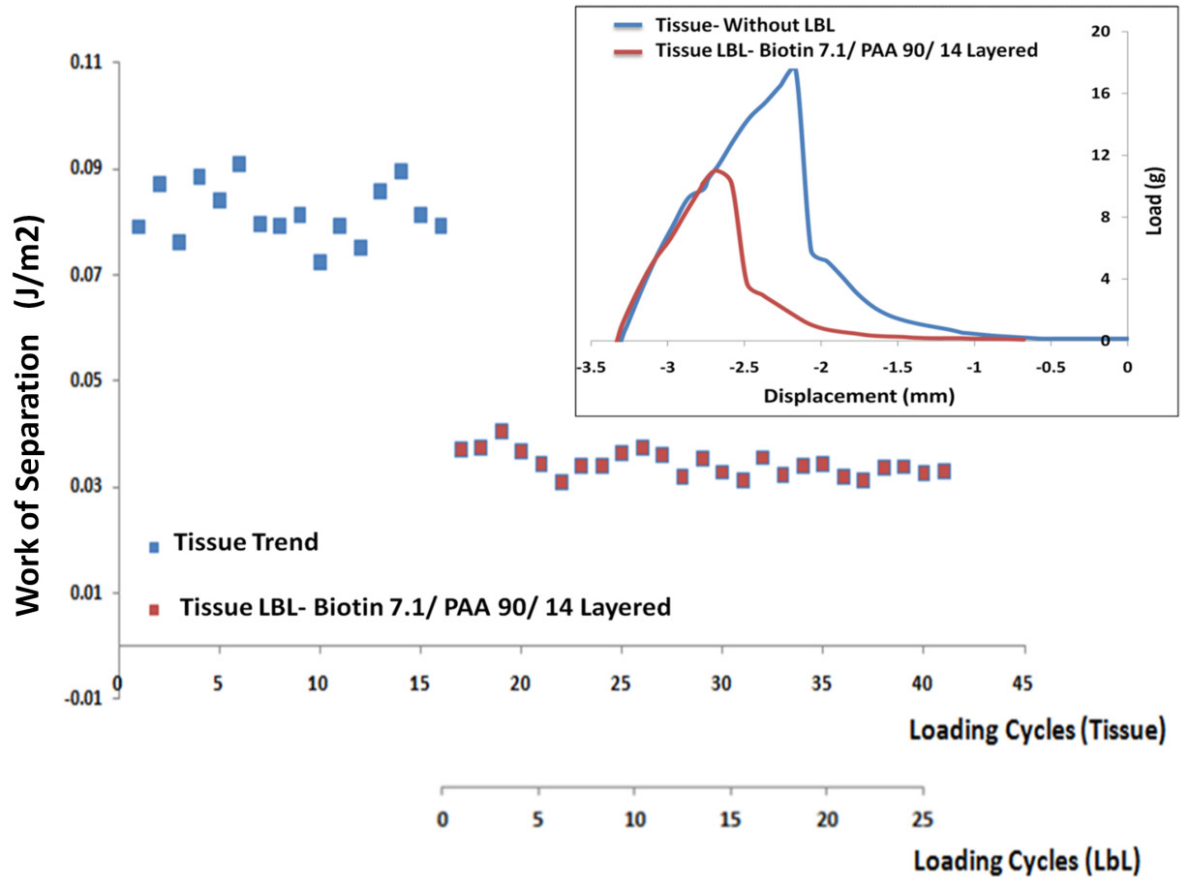 Tissue- Without LBL
Tissue LBL- Biotin 7.1/ PAA 90/ 14 Layered
20
16
12
8
4
0
Load (g)
-3.5 -3 -2.5 -2 -1.5 -1 -0.5 0
Displacement (mm)
Work of Separation (J/m2)
0.11
0.09
0.07
0.05
0.03
0.01
-0.01
Tissue Trend
Tissue LBL- Biotin 7.1/ PAA 90/ 14 Layered
0 5 10 15 20 25 30 35 40 45
Loading Cycles (Tissue)
0 5 10 15 20 25
Loading Cycles (LbL)